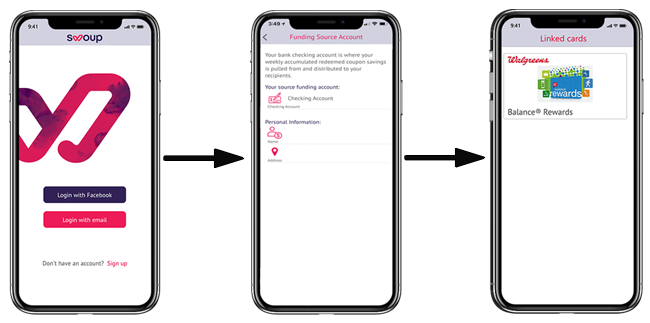 9:41
swoup
Login with Facebook
Login with email
Don't have an account? Sign up
3:49
Funding Source Account
Your bank checking account is where your
weekly accumulated redeemed coupon savings
is pulled from and distributed to your
recipients.
Your source funding account:
Checking Account
Checking Account
Personal Information:
Name
Address
9:41
Linked cards
Walgreens
balance
rewards
Balance® Rewards